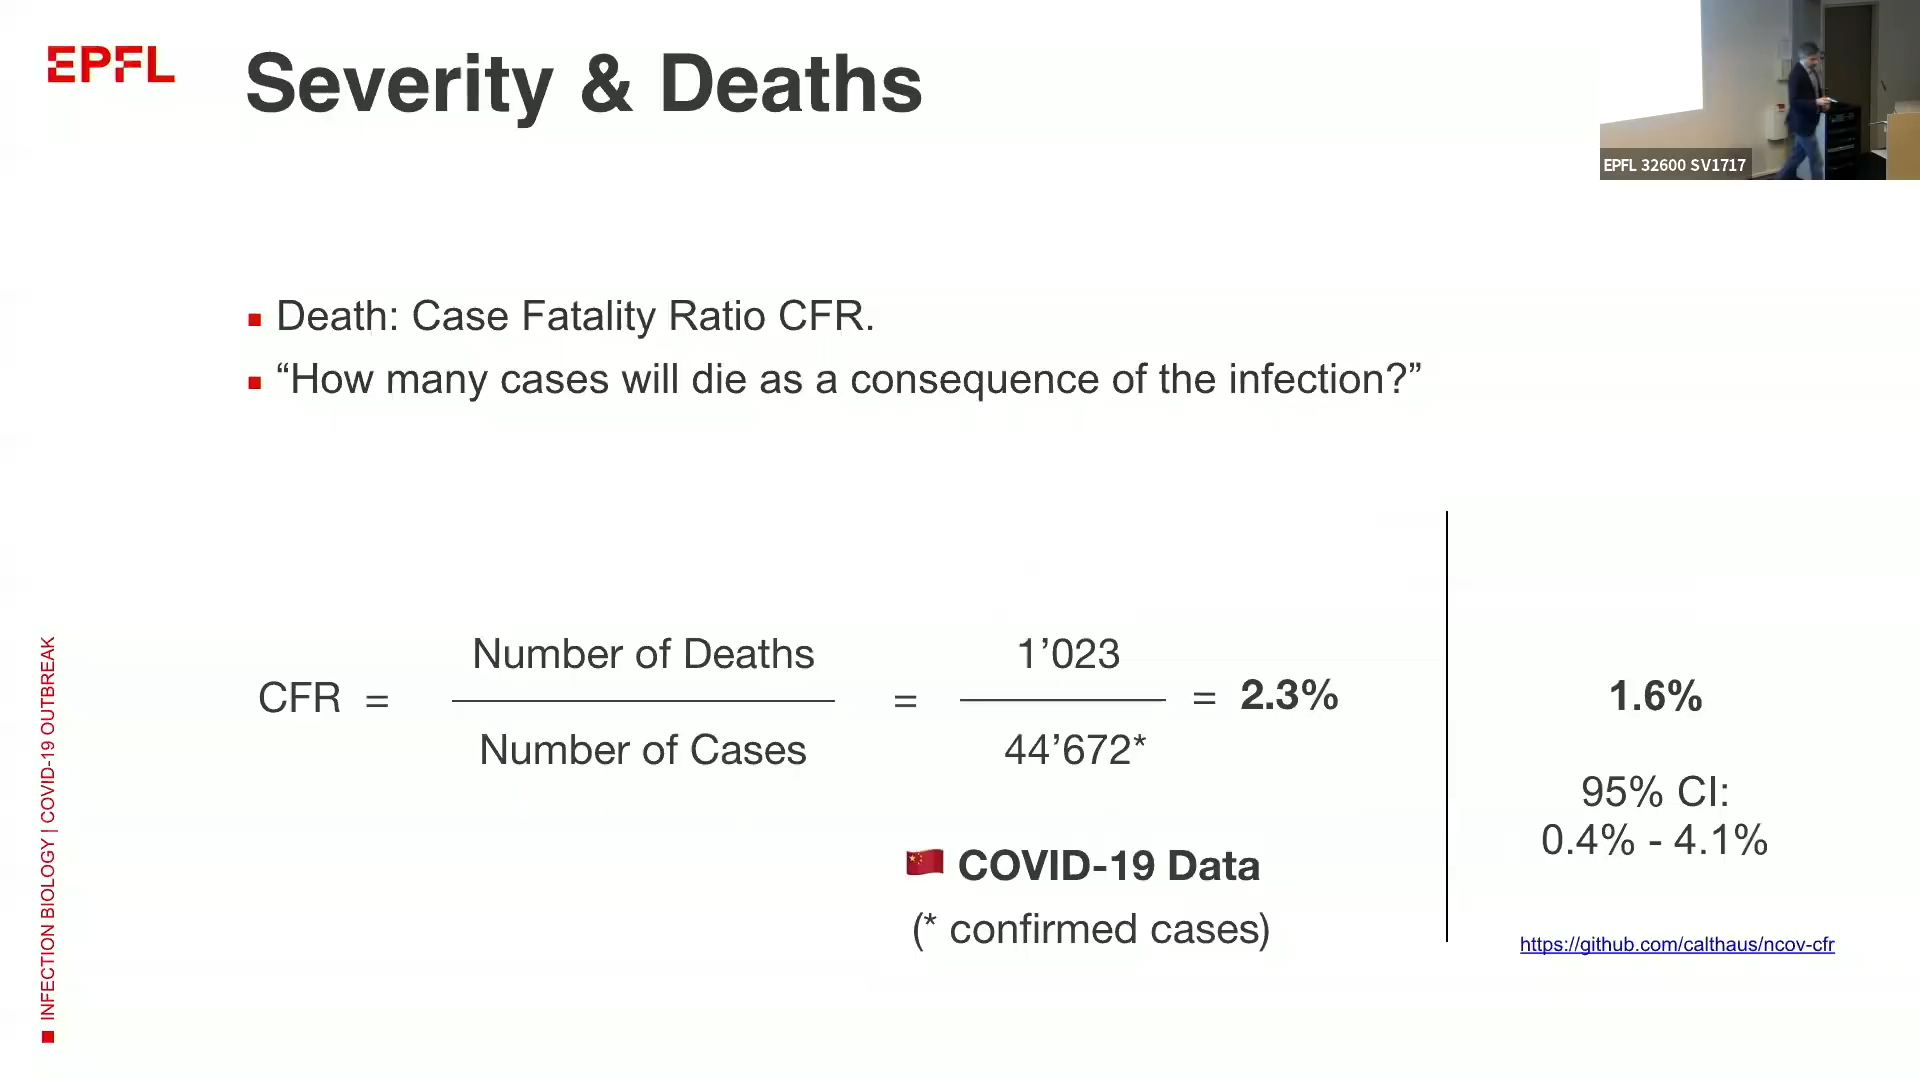 EPFL
Severity & Deaths
EPFL 32600 SV1717
Death: Case Fatality Ratio CFR.
“How many cases will die as a consequence of the infection?”
CFR = Number of Deaths = 1’023 = 2.3%
Number of Cases 44’672*
COVID-19 Data
(* confirmed cases)
1.6%
95% CI:
0.4% - 4.1%
https://github.com/calthaus/ncov-cfr
INFECTION BIOLOGY | COVID-19 OUTBREAK